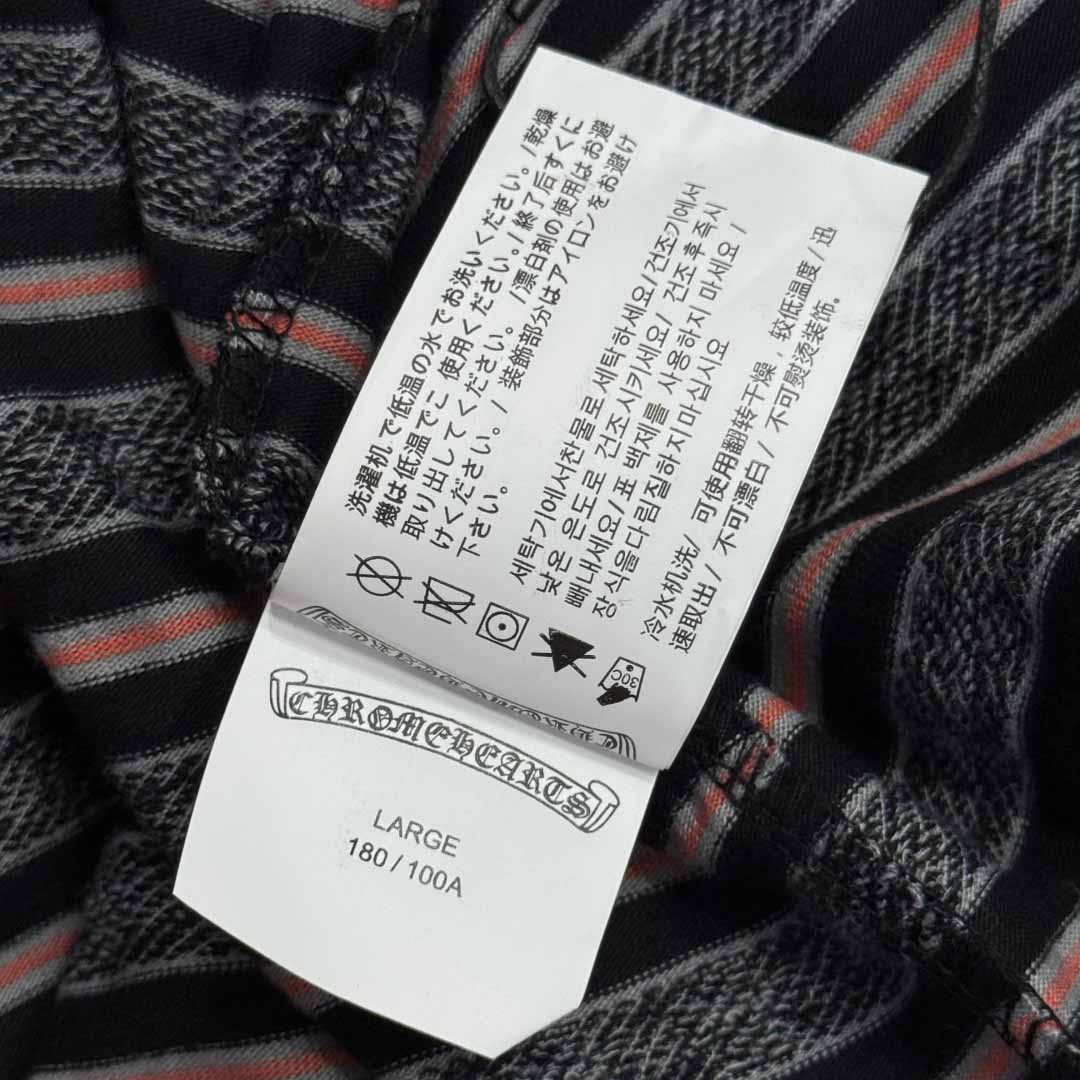 洗濯机で低温の水でお洗いください。/乾燥
機は低温でご使用ください。/終了后すぐに
取り出してください。/漂白剤の使用はお避
けください。/装飾部分はアイロンをお避け
下さい。
세탁기에서찬물로세탁하세요/건조기에서
낮은 온도로 건조시키세요/ 건조 후 즉시
빼내세요/표 백제를 사용하지 마세요 /
장식을다림질하지마십시요
冷水机洗/ 可使用翻转干燥，较低温度/迅
速取出/不可漂白/不可熨烫装饰。
30C
CHROME HEARTS
LARGE
180/100A